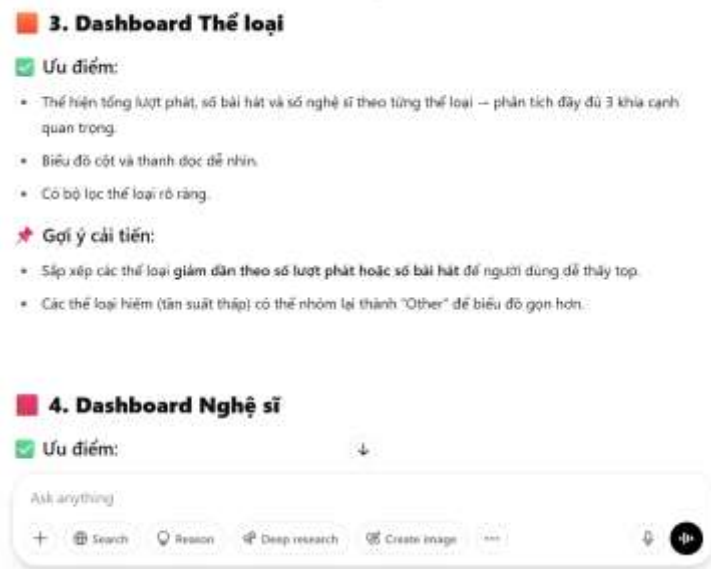 3. Dashboard Thể loại
Ưu điểm:
Thể hiện tổng lượt phát, số bài hát và số nghệ sĩ theo từng thể loại — phân tích đầy đủ 3 khía cạnh
quan trọng.
Biểu đồ cột và thanh dọc dễ nhìn.
Có bộ lọc thể loại rõ ràng.
Gợi ý cải tiến:
Sắp xếp các thể loại giảm dần theo số lượt phát hoặc số bài hát để người dùng dễ thấy top.
Các thể loại hiếm (tần suất thấp) có thể nhóm lại thành "Other" để biểu đồ gọn hơn.
4. Dashboard Nghệ sĩ
Ưu điểm:
Ask anything
Search Reason Deep research Create image